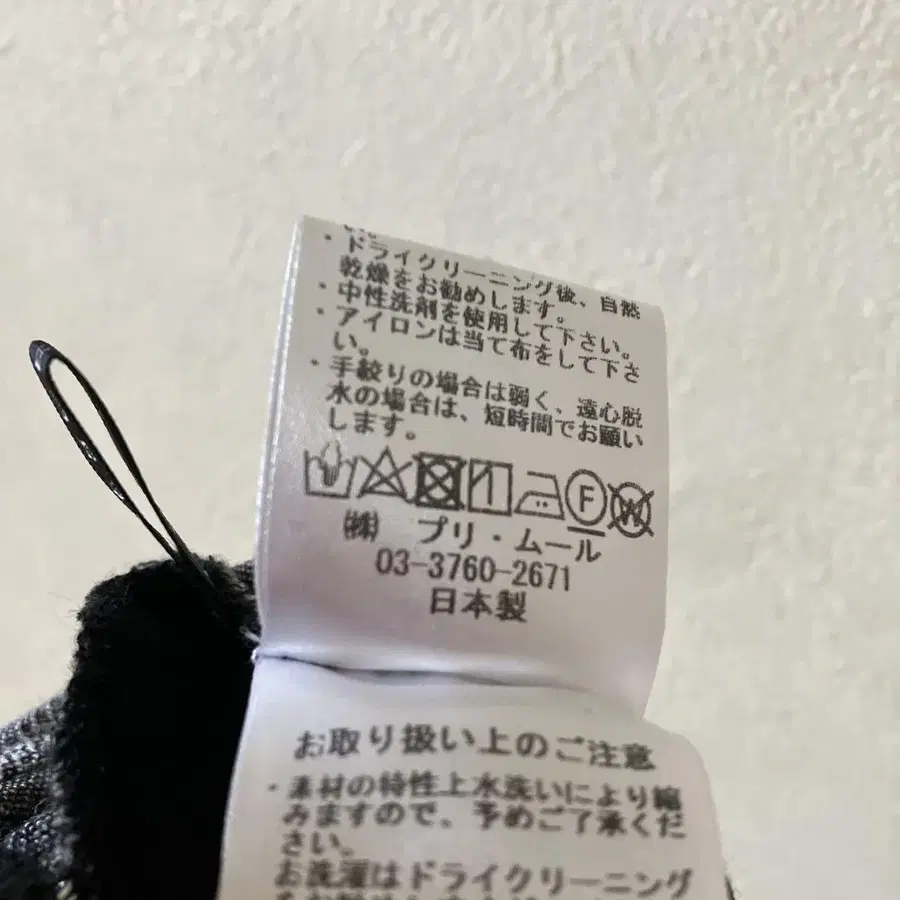 い。
・ドライクリーニング後、自然
乾燥をお勧めします。
・中性洗剤を使用して下さい。
・アイロンは当て布をして下さ
い。
・手絞りの場合は弱く、遠心脱
水の場合は、短時間でお願い
します。
F W
㈱ プリ・ムール
03-3760-2671
日本製
お取り扱い上のご注意
・素材の特性上水洗いにより縮
みますので、予めご了承くだ
さい。
お洗濯はドライクリーニング